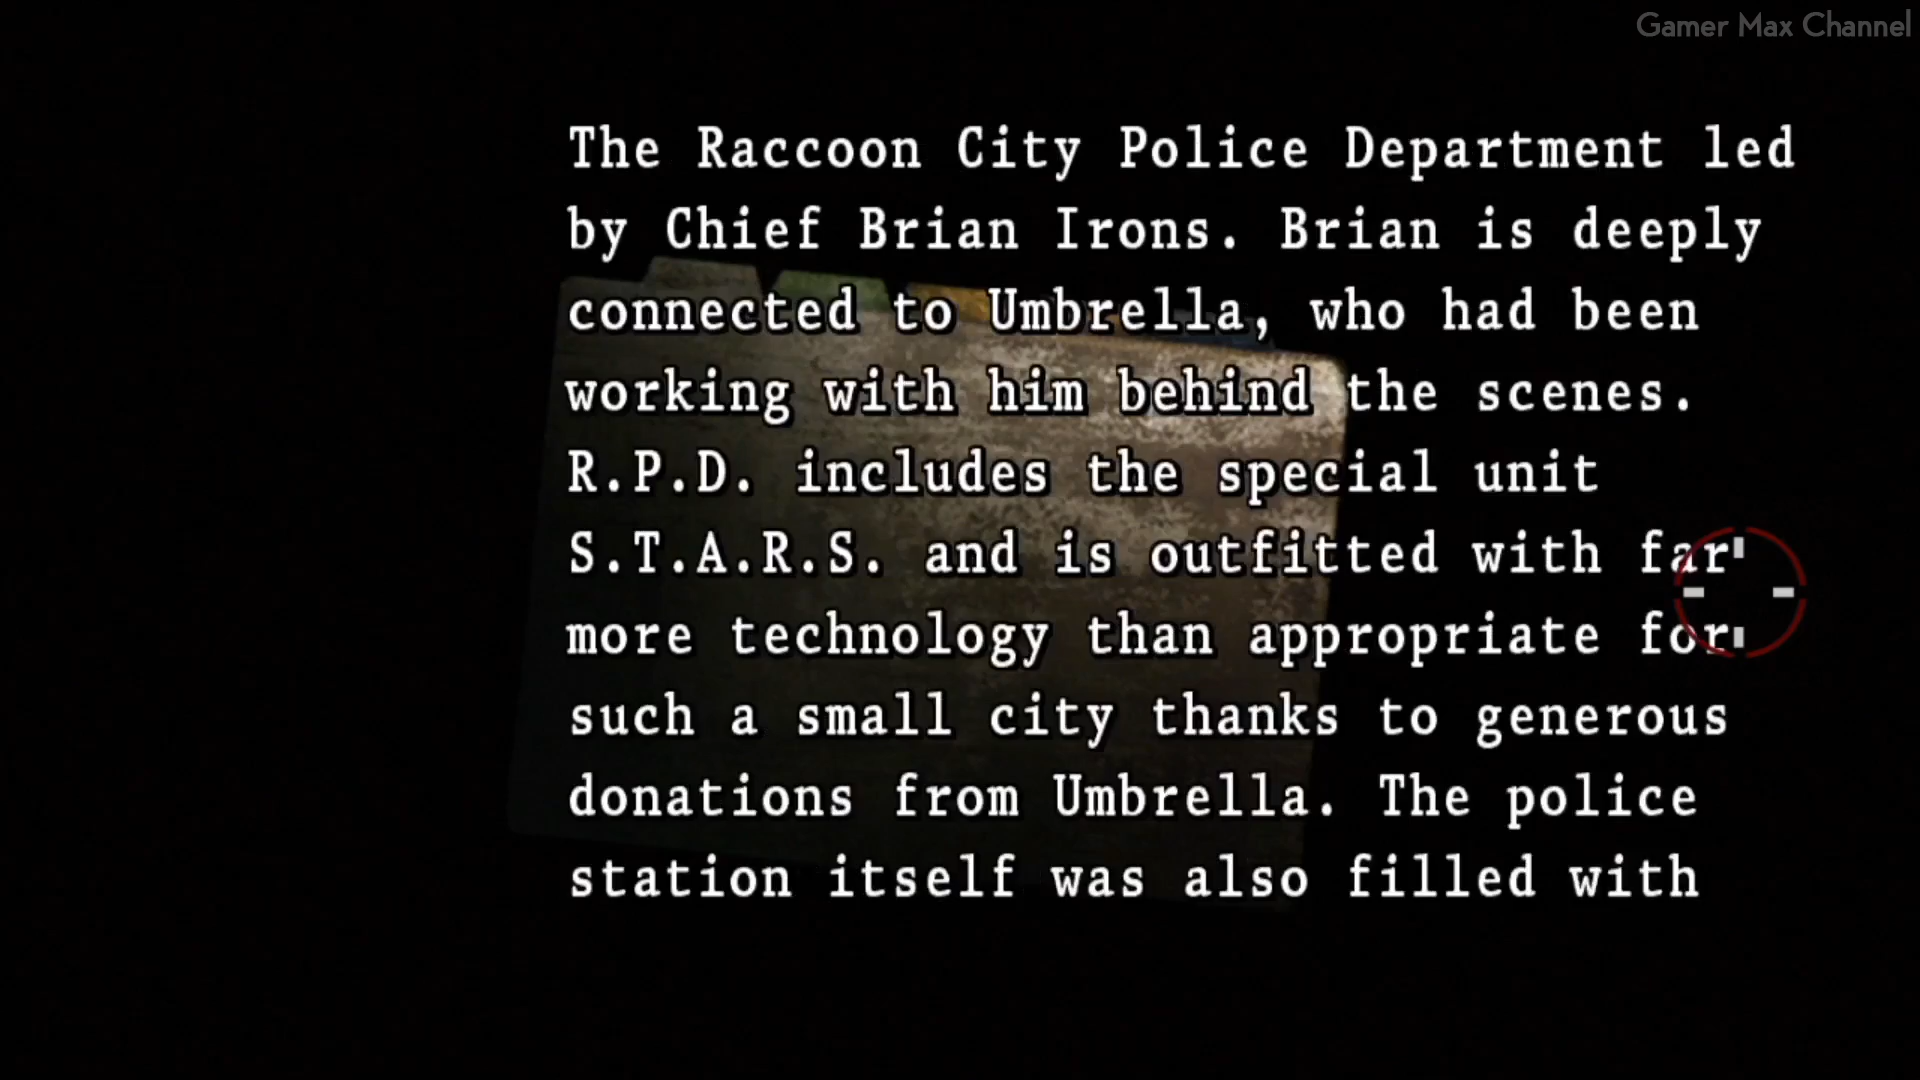 Gamer Max Channel
The Raccoon City Police Department led
by Chief Brian Irons. Brian is deeply
connected to Umbrella, who had been
working with him behind the scenes.
R.P.D. includes the special unit
S.T.A.R.S. and is outfitted with far
more technology than appropriate for
such a small city thanks to generous
donations from Umbrella. The police
station itself was also filled with